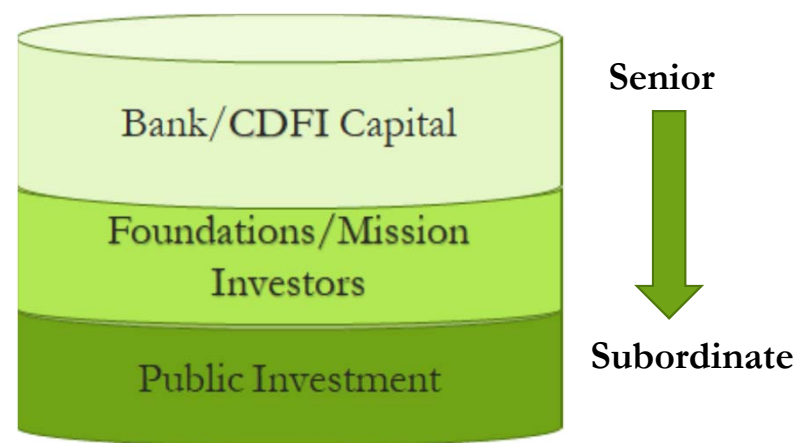 Bank/CDFI Capital
Foundations/Mission
Investors
Public Investment
Senior
Subordinate